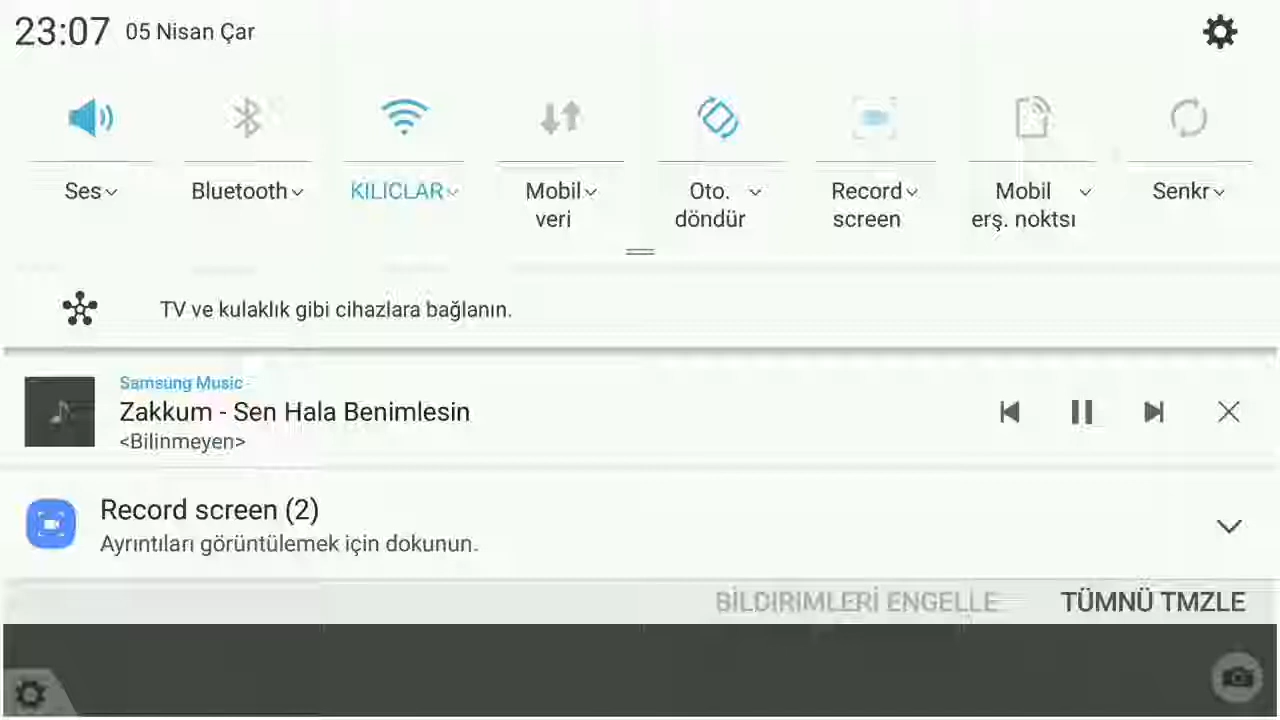 23:07 05 Nisan Çar
Ses Bluetooth KILICLAR Mobil veri Oto. döndür Record screen Mobil erş. noktsı Senkr
TV ve kulaklık gibi cihazlara bağlanın.
Samsung Music
Zakkum - Sen Hala Benimlesin
<Bilinmeyen>
Record screen (2)
Ayrıntıları görüntülemek için dokunun.
BİLDİRİMLERİ ENGELLE TÜMNÜ TMZLE